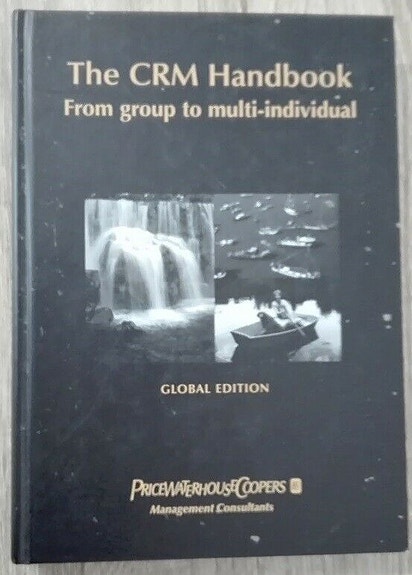 The CRM Handbook
From group to multi-individual
GLOBAL EDITION
PRICEWATERHOUSECOOPERS
Management Consultants